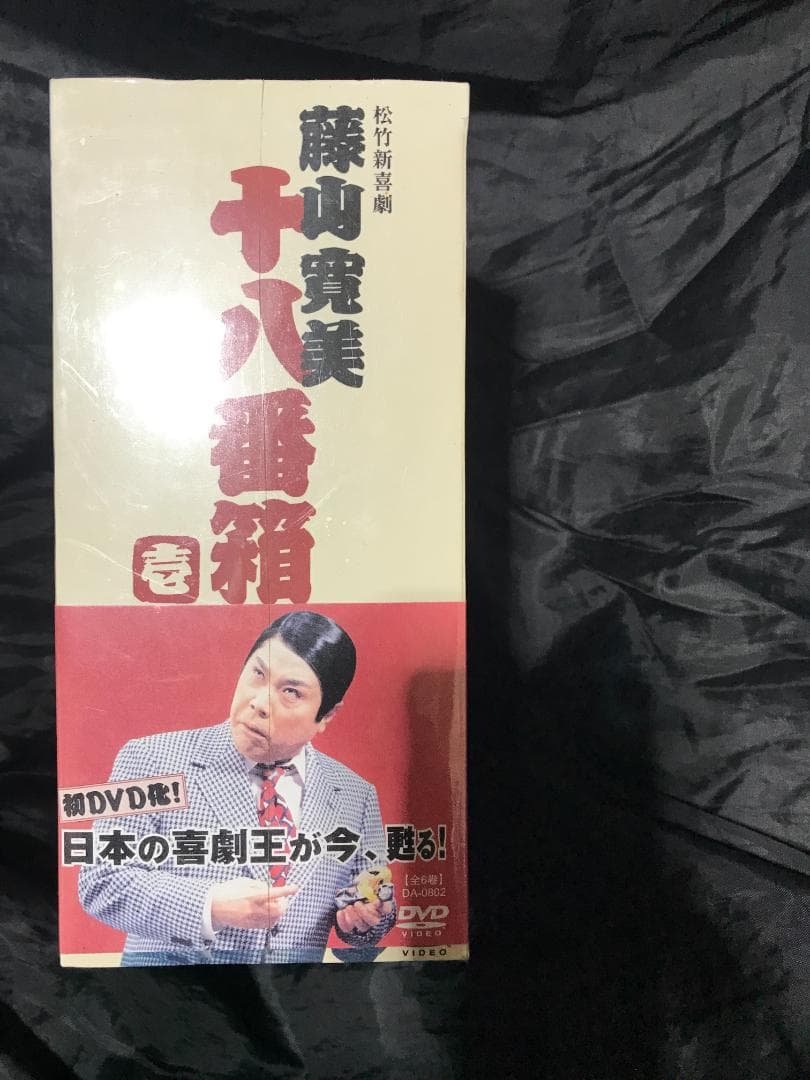 松竹新喜劇
藤山寛美
十八番箱
壱
初DVD化!
日本の喜劇王が今、甦る!
【全6巻】
DA-0802
DVD
VIDEO
VIDEO